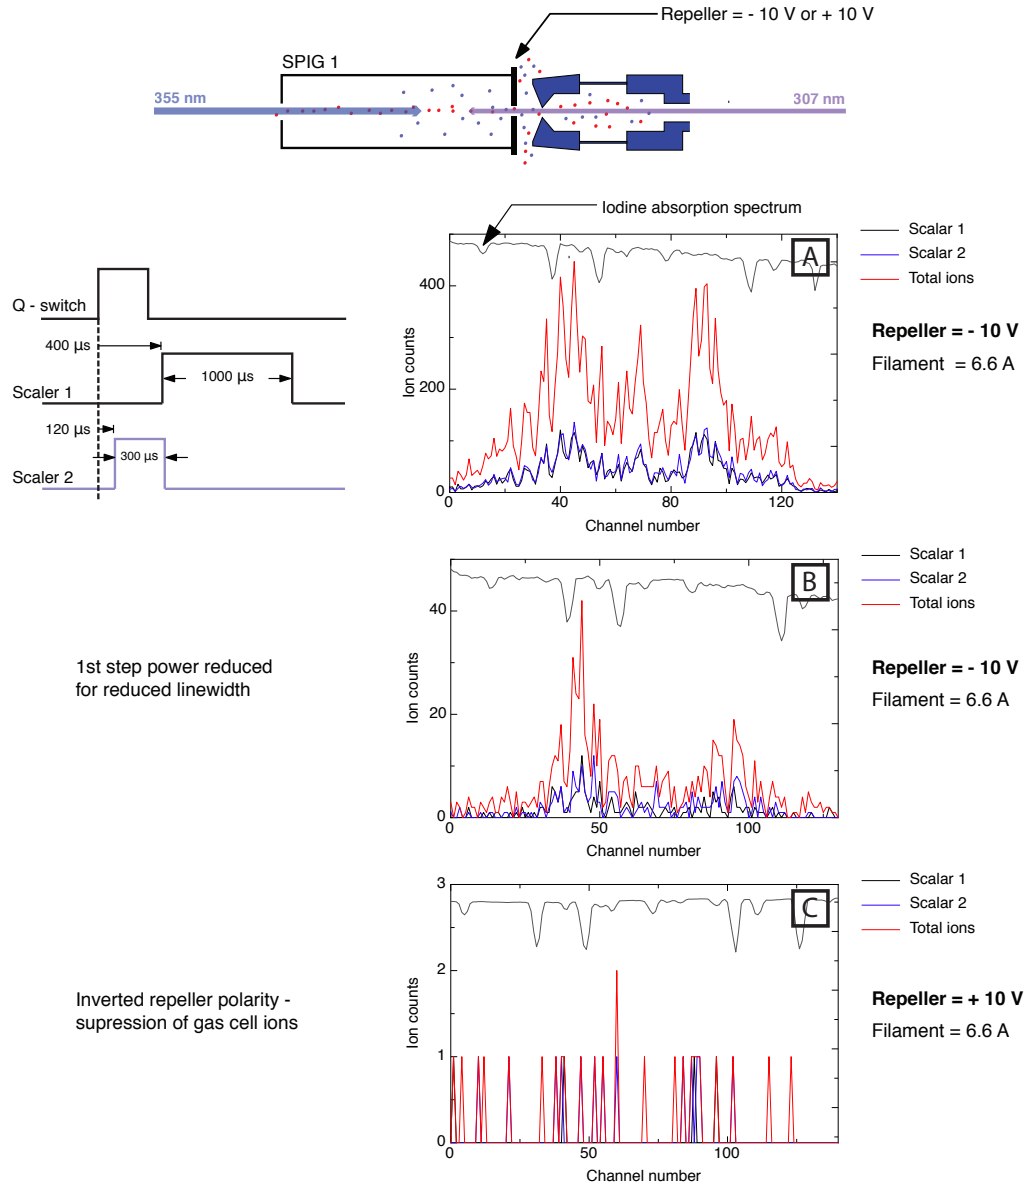 Repeller = - 10 V or + 10 V
SPIG 1
355 nm
307 nm
Iodine absorption spectrum
Q - switch
400 µs
Scaler 1
1000 µs
120 µs
Scaler 2
300 µs
A
Ion counts
400
200
0
0
40
80
120
Channel number
Scalar 1
Scalar 2
Total ions
Repeller = - 10 V
Filament = 6.6 A
1st step power reduced
for reduced linewidth
B
Ion counts
40
20
0
0
50
100
Channel number
Scalar 1
Scalar 2
Total ions
Repeller = - 10 V
Filament = 6.6 A
Inverted repeller polarity -
supression of gas cell ions
C
Ion counts
3
2
1
0
0
50
100
Channel number
Scalar 1
Scalar 2
Total ions
Repeller = + 10 V
Filament = 6.6 A